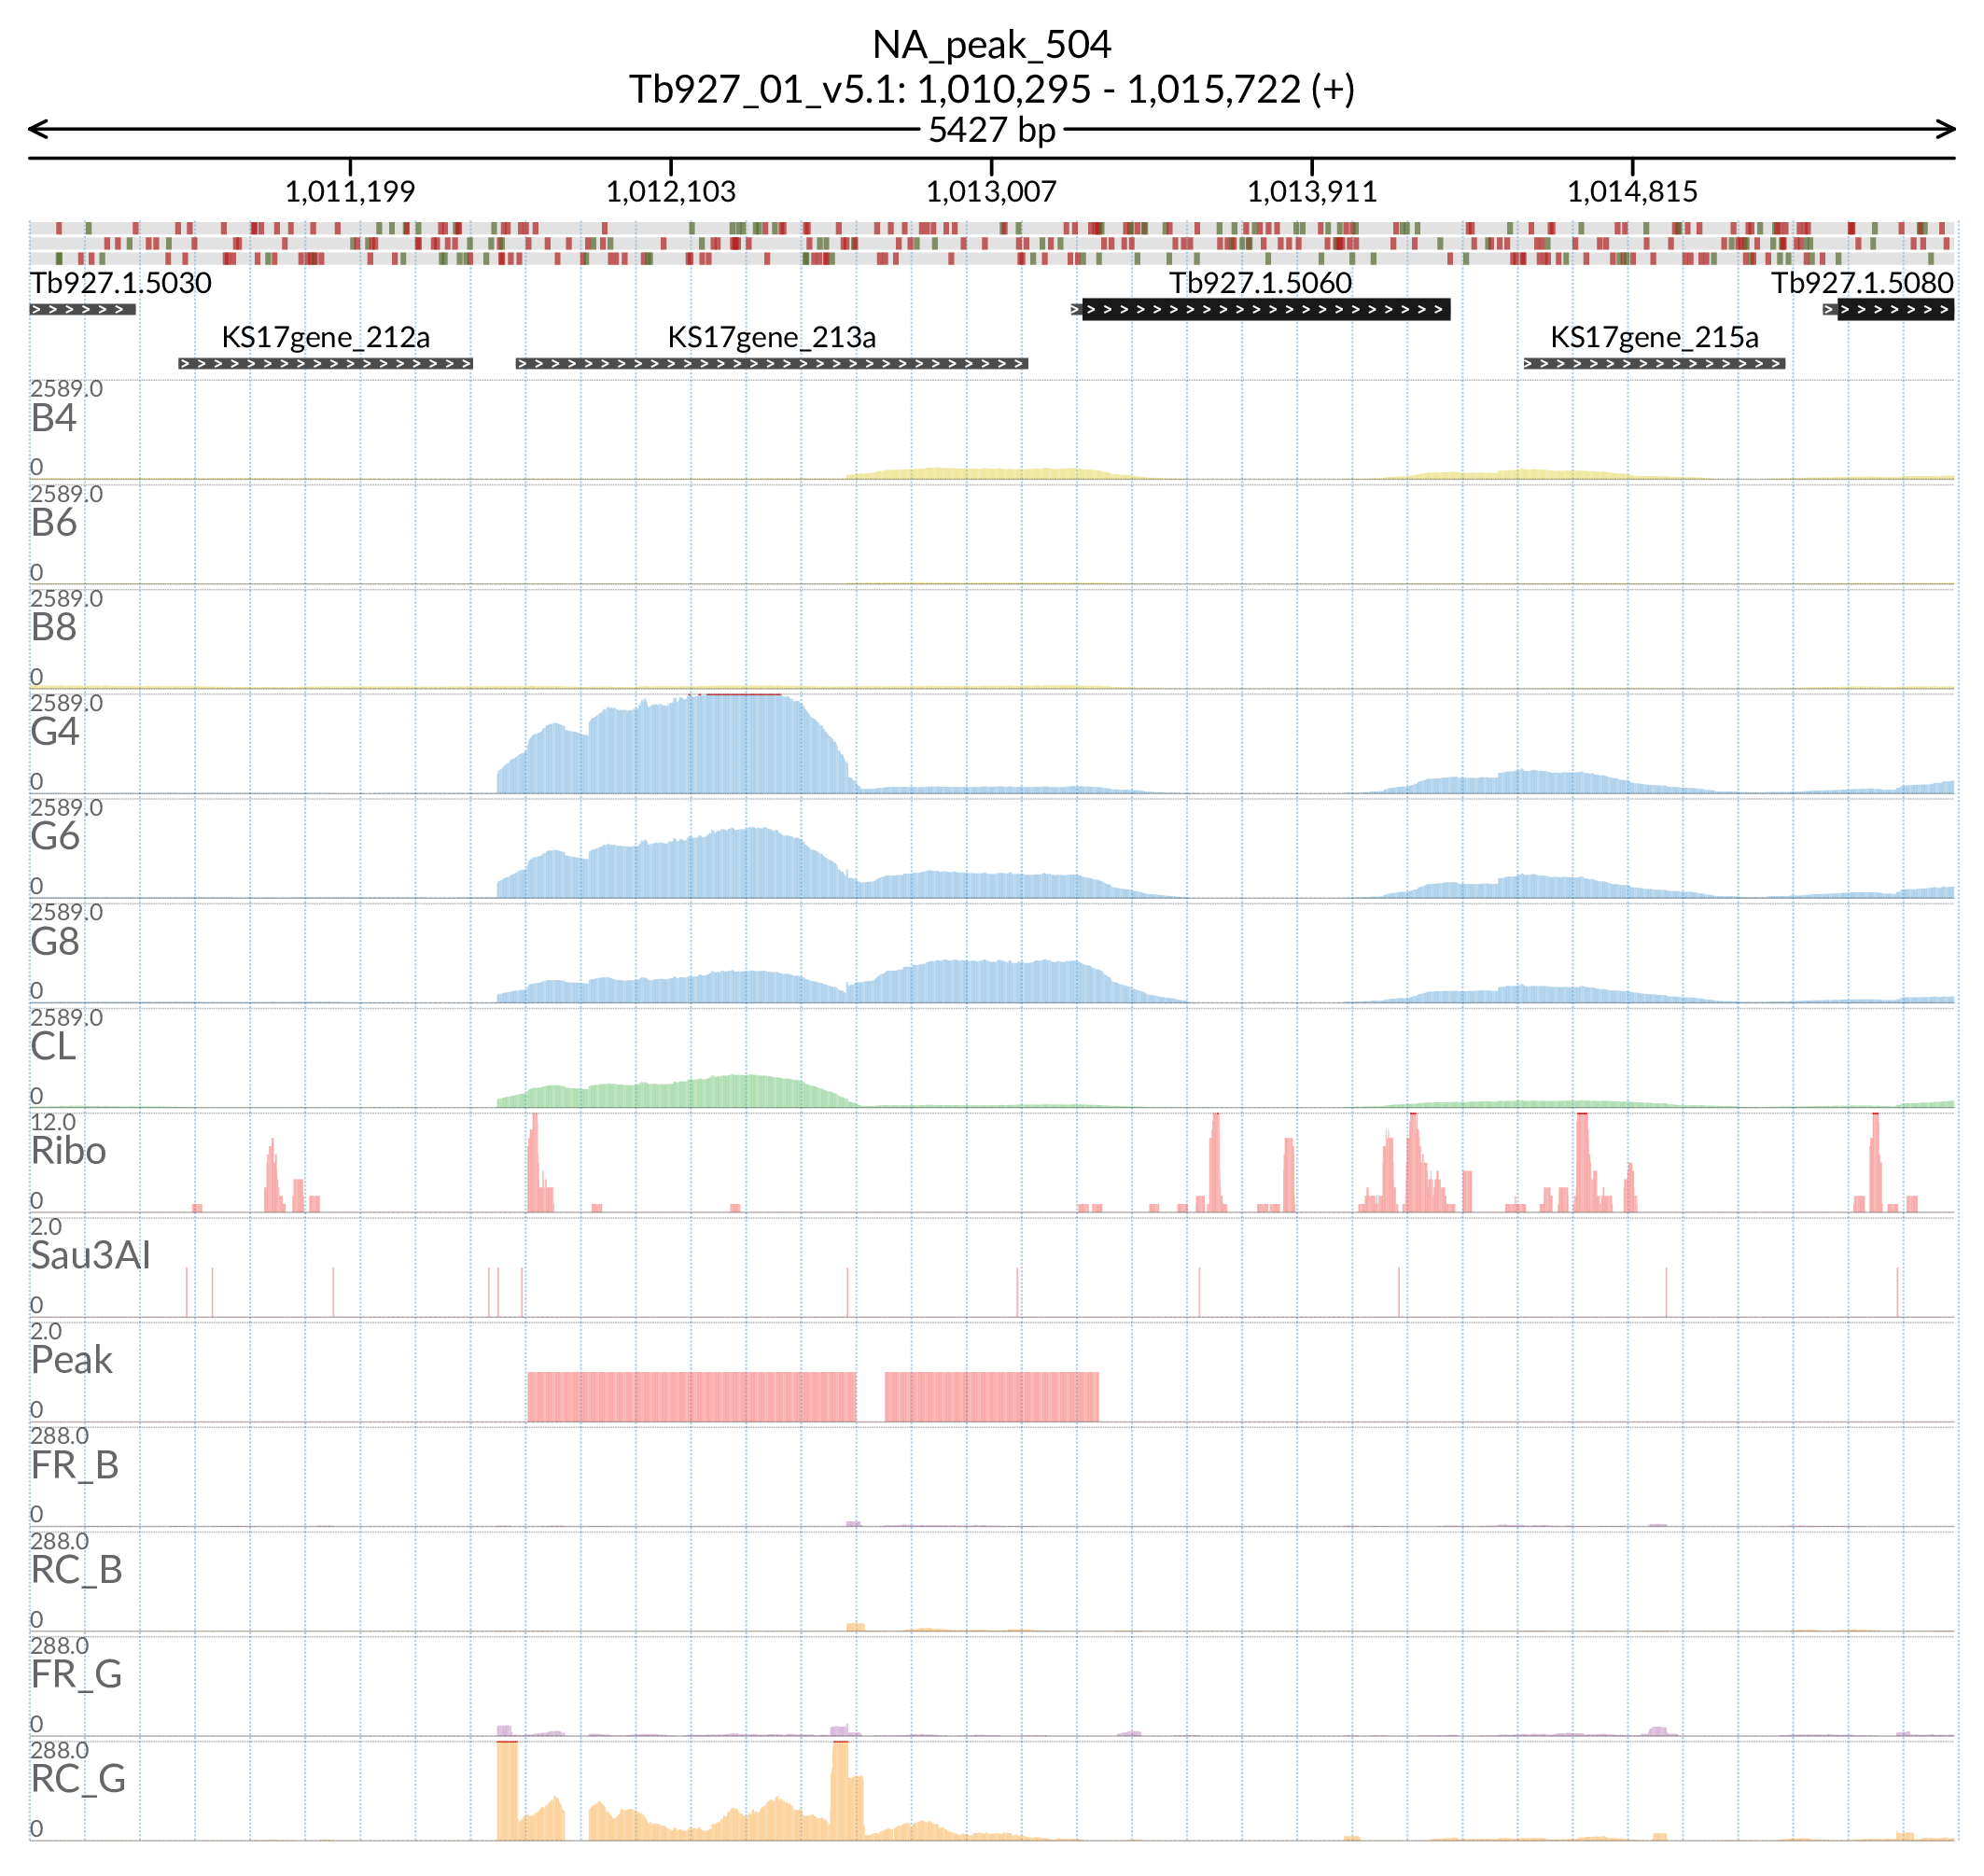 NA_peak_504
Tb927_01_v5.1: 1,010,295 - 1,015,722 (+)
5427 bp
1,011,199 1,012,103 1,013,007 1,013,911 1,014,815
Tb927.1.5030 Tb927.1.5060 Tb927.1.5080
KS17gene_212a KS17gene_213a KS17gene_215a
2589.0
B4
0
2589.0
B6
0
2589.0
B8
0
2589.0
G4
0
2589.0
G6
0
2589.0
G8
0
2589.0
CL
0
12.0
Ribo
0
2.0
Sau3AI
0
2.0
Peak
0
288.0
FR_B
0
288.0
RC_B
0
288.0
FR_G
0
288.0
RC_G
0